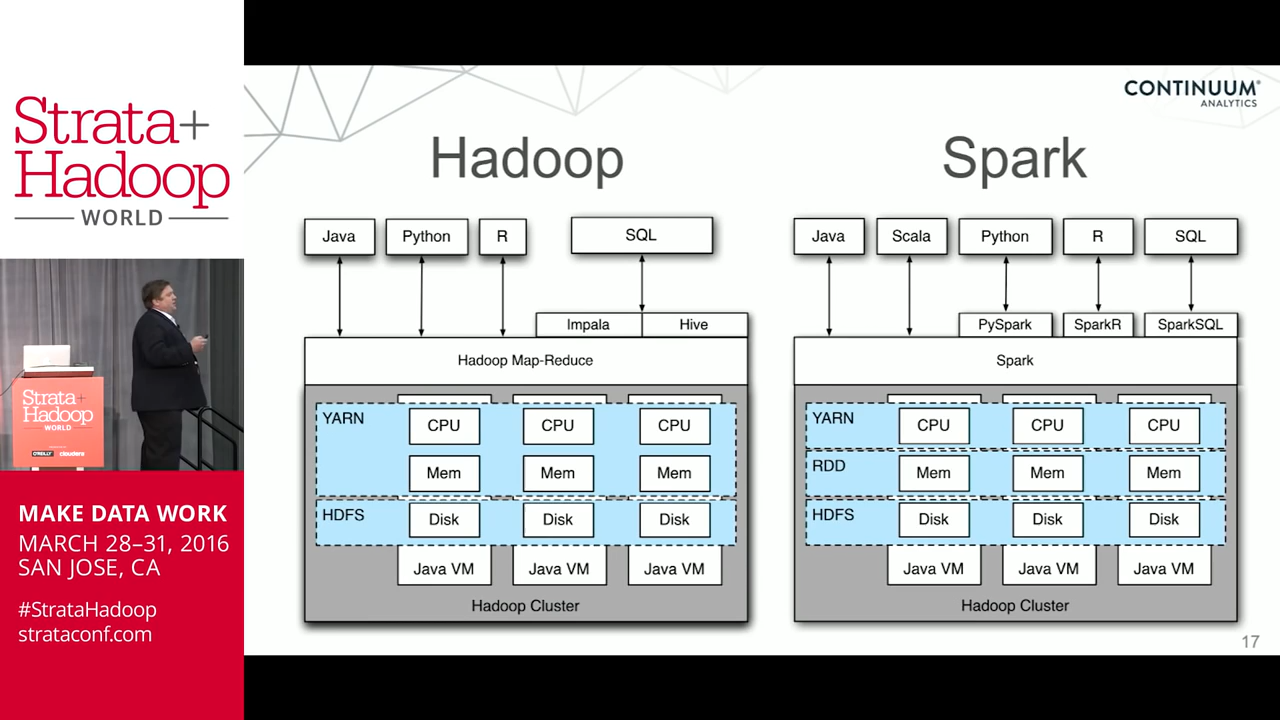 Strata+
Hadoop
WORLD
Strata+
Hadoop
WORLD
O'REILLY cloudera
MAKE DATA WORK
MARCH 28–31, 2016
SAN JOSE, CA
#StrataHadoop
strataconf.com
CONTINUUM®
ANALYTICS
Hadoop
Java Python R SQL
Impala Hive
Hadoop Map-Reduce
YARN CPU CPU CPU
Mem Mem Mem
HDFS Disk Disk Disk
Java VM Java VM Java VM
Hadoop Cluster
Spark
Java Scala Python R SQL
PySpark SparkR SparkSQL
Spark
YARN CPU CPU CPU
RDD Mem Mem Mem
HDFS Disk Disk Disk
Java VM Java VM Java VM
Hadoop Cluster
17